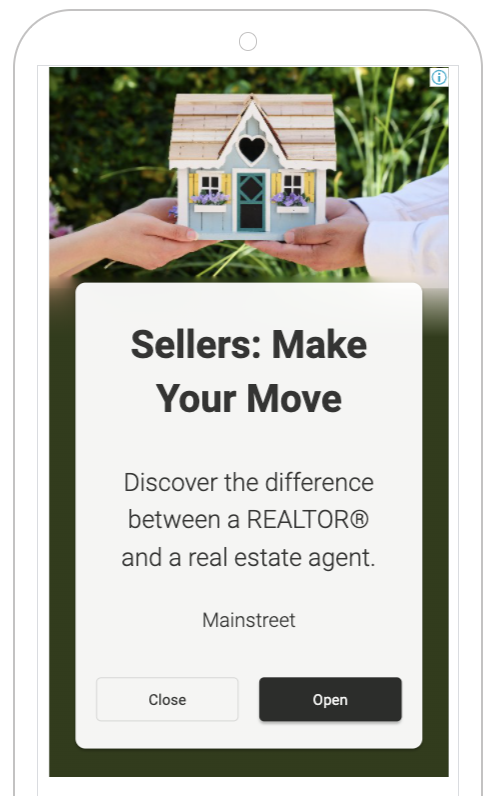 Sellers: Make
Your Move
Discover the difference
between a REALTOR®
and a real estate agent.
Mainstreet
Close
Open